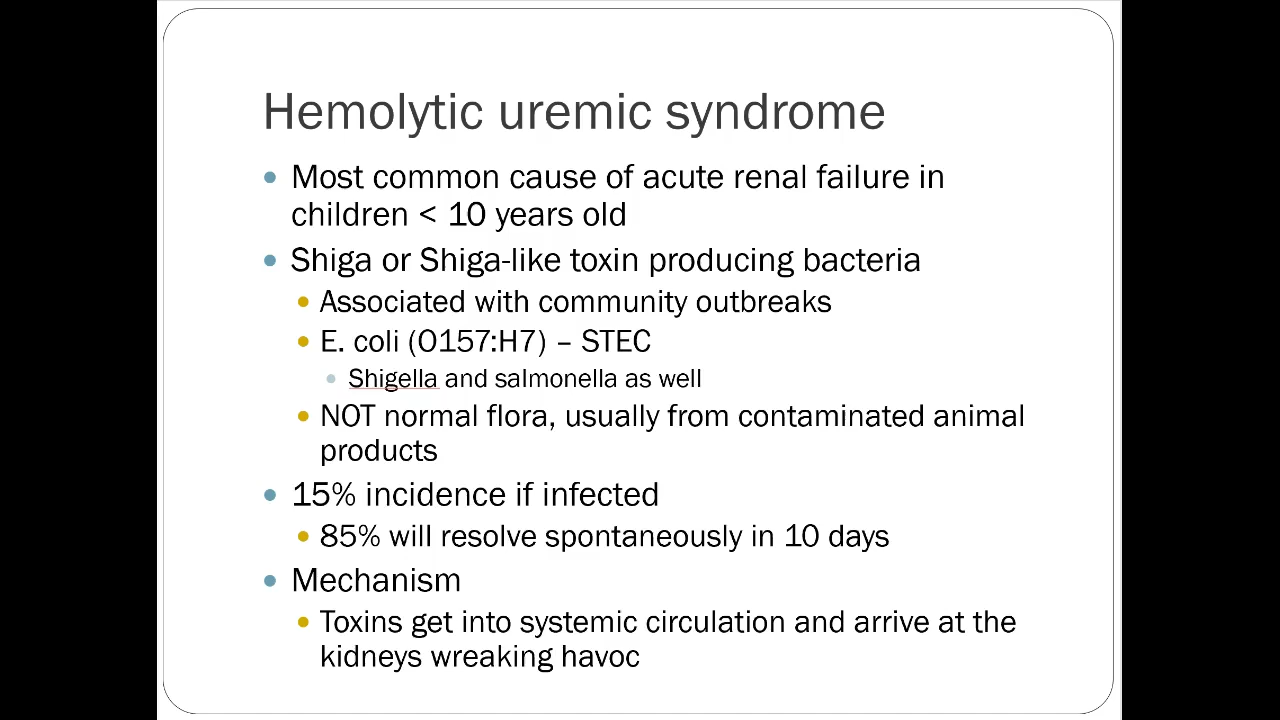 Hemolytic uremic syndrome
• Most common cause of acute renal failure in
children < 10 years old
• Shiga or Shiga-like toxin producing bacteria
• Associated with community outbreaks
• E. coli (O157:H7) – STEC
• Shigella and salmonella as well
• NOT normal flora, usually from contaminated animal
products
• 15% incidence if infected
• 85% will resolve spontaneously in 10 days
• Mechanism
• Toxins get into systemic circulation and arrive at the
kidneys wreaking havoc